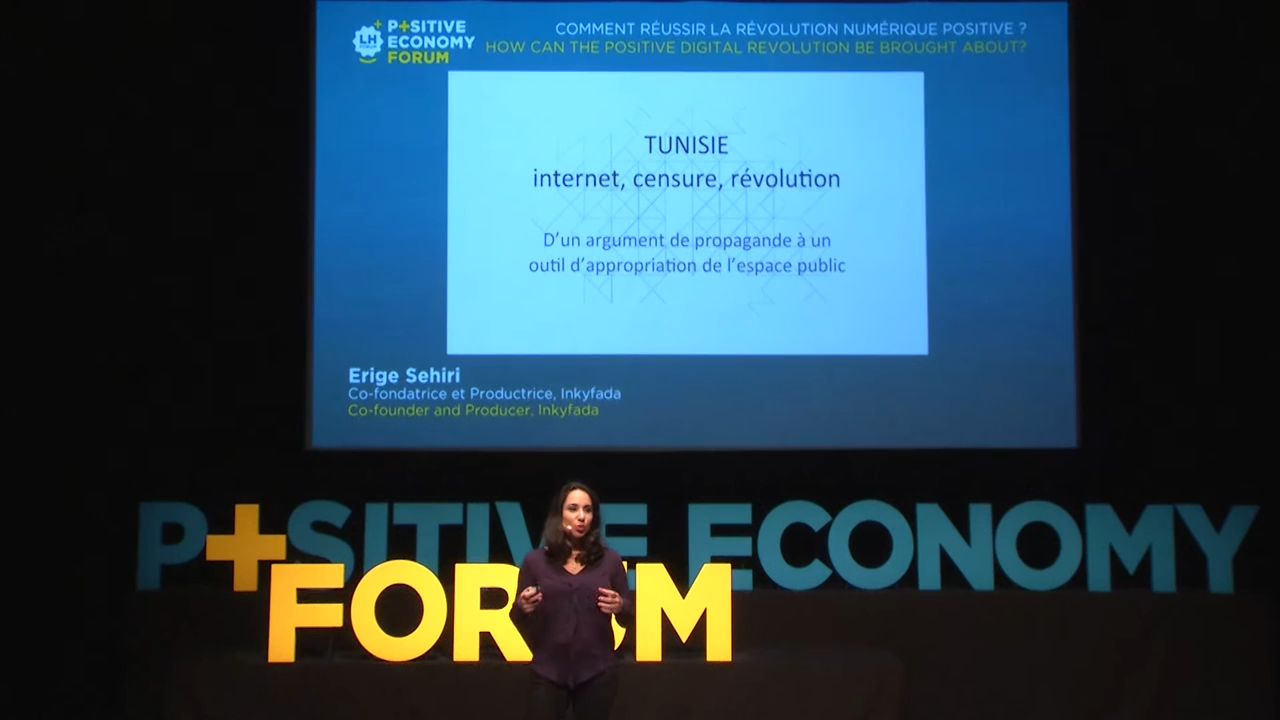 LH
FORUM
P+SITIVE
ECONOMY
FORUM
COMMENT RÉUSSIR LA RÉVOLUTION NUMÉRIQUE POSITIVE ?
HOW CAN THE POSITIVE DIGITAL REVOLUTION BE BROUGHT ABOUT?
TUNISIE
internet, censure, révolution
D'un argument de propagande à un
outil d'appropriation de l'espace public
Erige Sehiri
Co-fondatrice et Productrice, Inkyfada
Co-founder and Producer, Inkyfada
P+SITIVE ECONOMY
FORUM